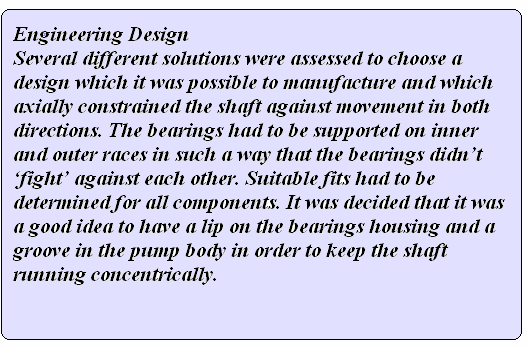 Engineering Design
Several different solutions were assessed to choose a
design which it was possible to manufacture and which
axially constrained the shaft against movement in both
directions. The bearings had to be supported on inner
and outer races in such a way that the bearings didn’t
‘fight’ against each other. Suitable fits had to be
determined for all components. It was decided that it was
a good idea to have a lip on the bearings housing and a
groove in the pump body in order to keep the shaft
running concentrically.